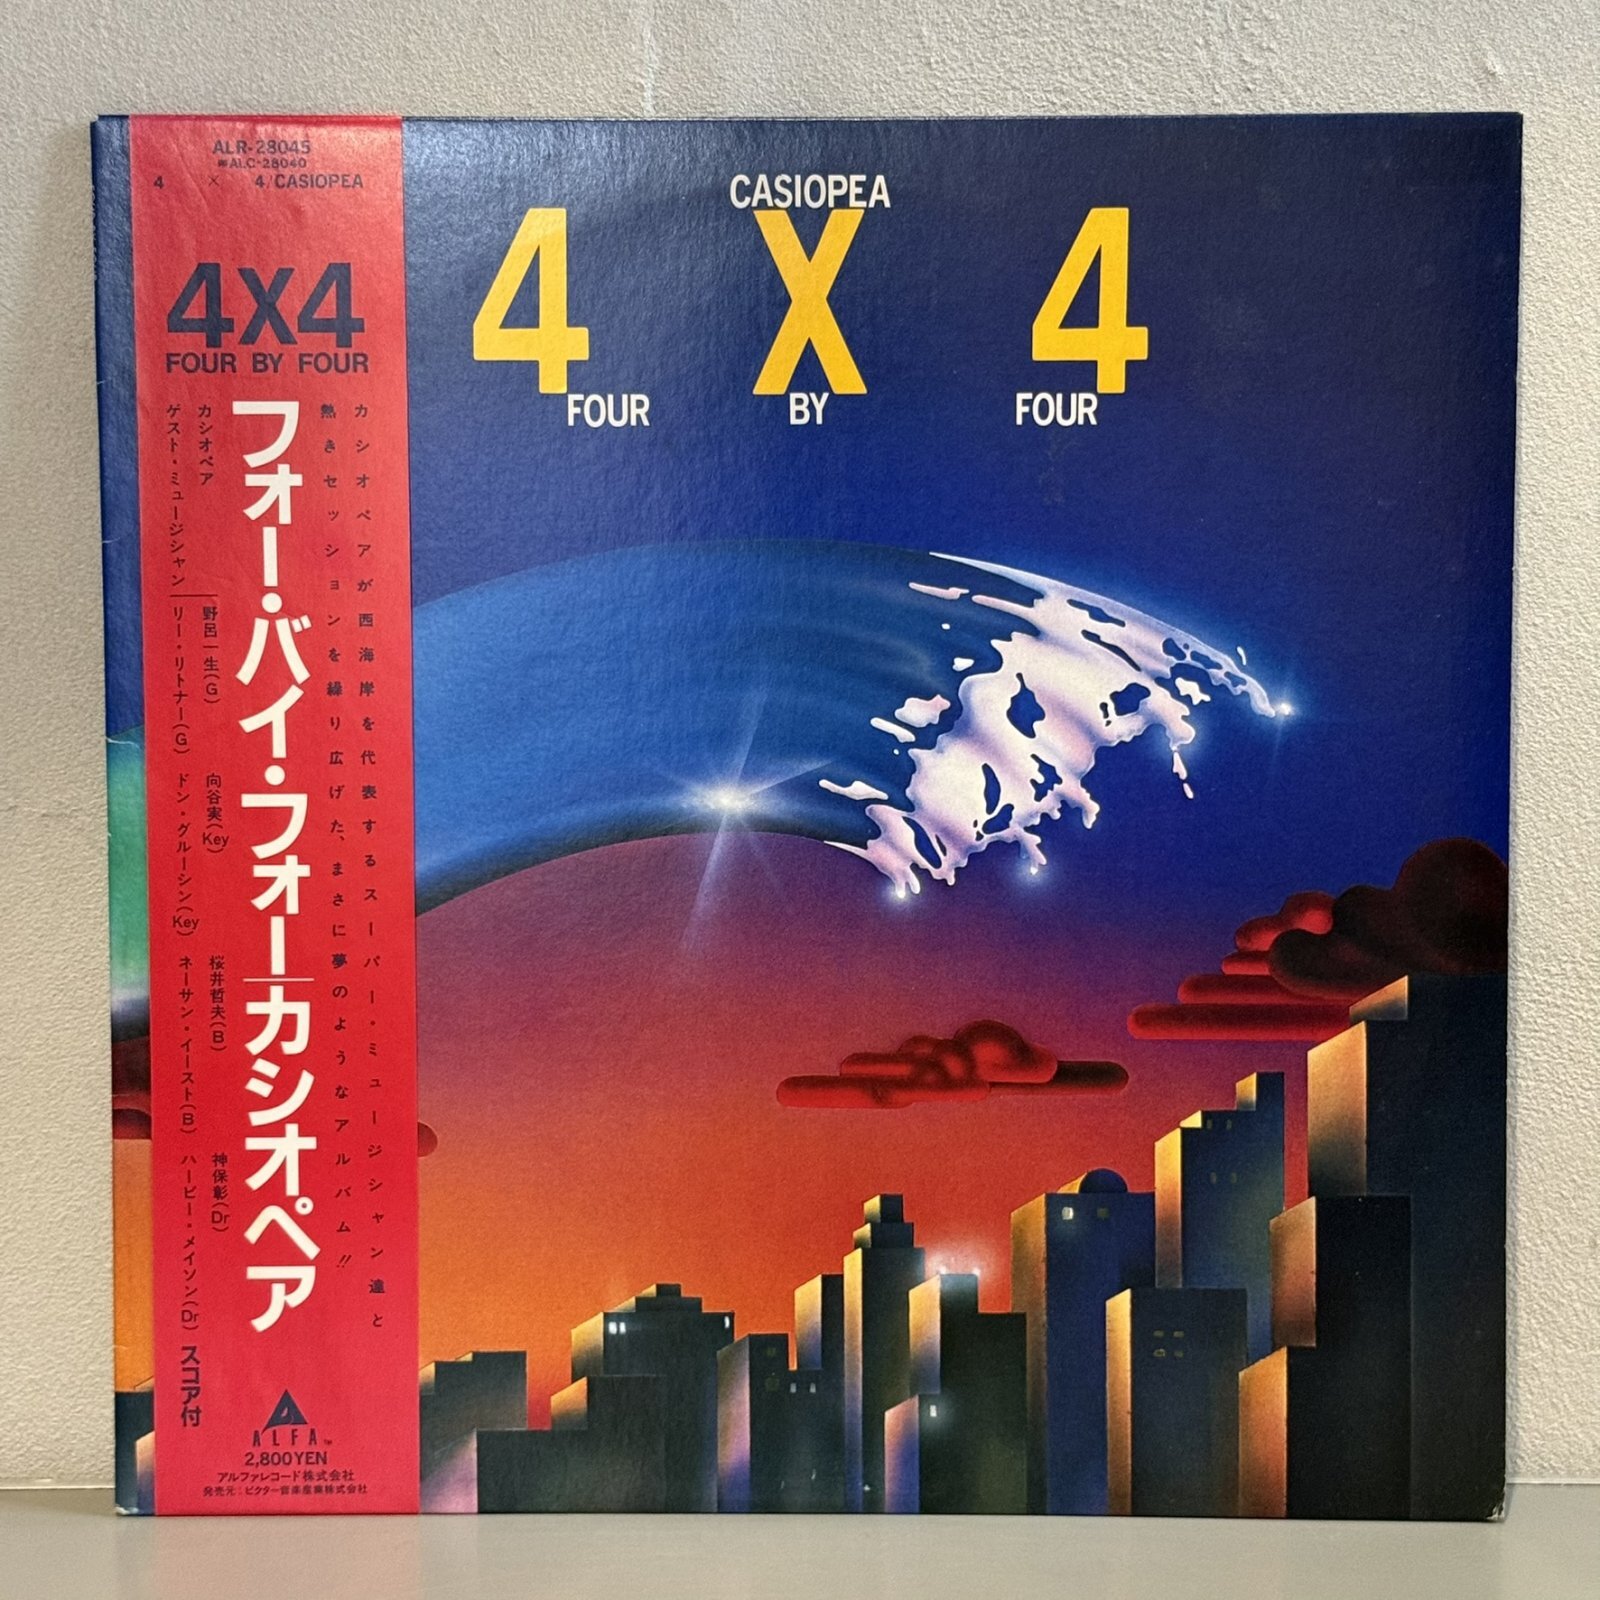 ALR-28045
ALC-28040
4 × 4/CASIOPEA
4X4
FOUR BY FOUR
カシオペアが西海岸を代表するスーパー・ミュージシャン達と
熱きセッションを繰り広げた、まさに夢のようなアルバム!!
フォー・バイ・フォー|カシオペア
カシオペア 野呂一生(G) 向谷実(Key) 桜井哲夫(B) 神保彰(Dr)
ゲスト・ミュージシャン リー・リトナー(G) ドン・グルーシン(Key) ネーサン・イースト(B) ハービー・メイソン(Dr) スコア付
ALFA™
2,800YEN
アルファレコード株式会社
発売元:ビクター音楽産業株式会社
CASIOPEA
4 X 4
FOUR BY FOUR